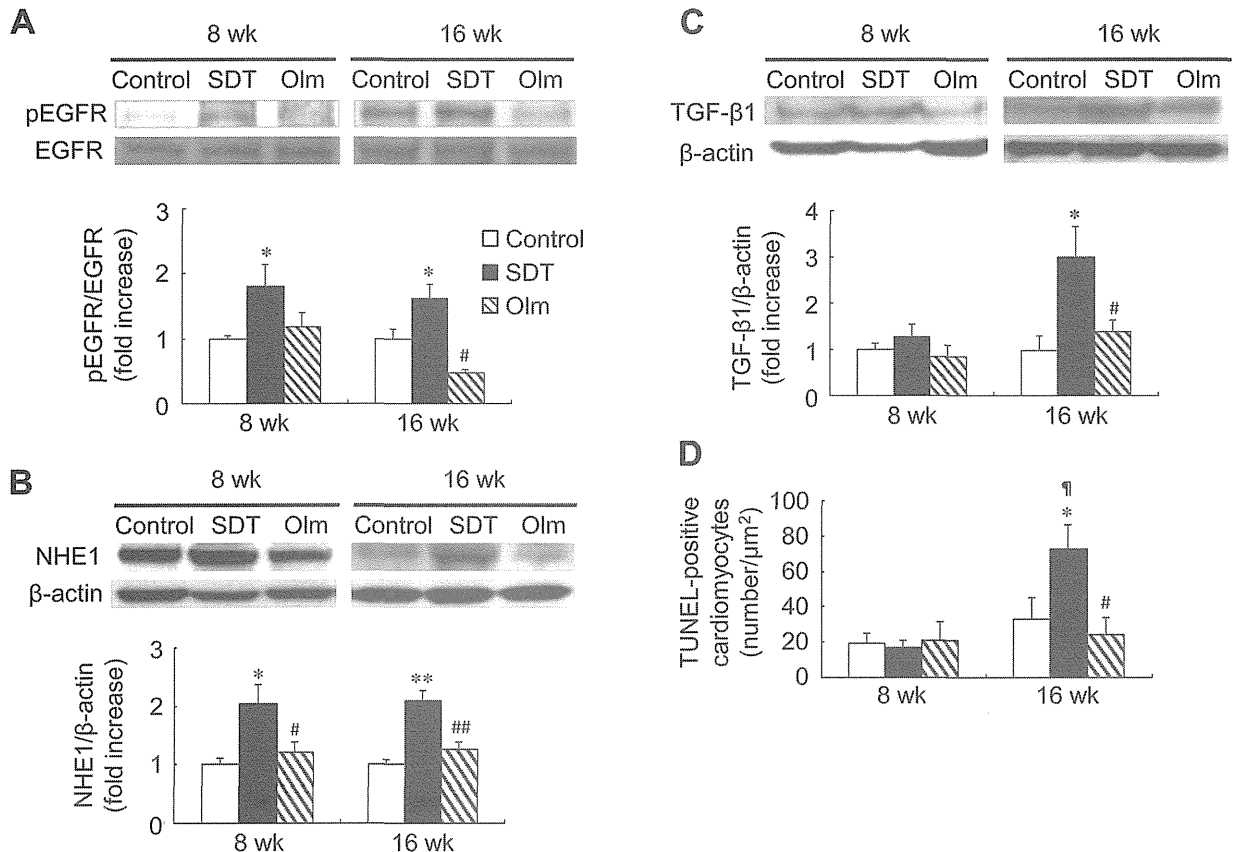 A
8 wk
16 wk
Control SDT Olm
Control SDT Olm
pEGFR
EGFR
pEGFR/EGFR
(fold increase)
3
2
1
0
*
*
#
Control
SDT
Olm
8 wk
16 wk
B
8 wk
16 wk
Control SDT Olm
Control SDT Olm
NHE1
β-actin
NHE1/β-actin
(fold increase)
3
2
1
0
*
#
**
##
8 wk
16 wk
C
8 wk
16 wk
Control SDT Olm
Control SDT Olm
TGF-β1
β-actin
TGF-β1/β-actin
(fold increase)
4
3
2
1
0
*
#
8 wk
16 wk
D
TUNEL-positive
cardiomyocytes
(number/μm²)
100
80
60
40
20
0
¶
*
#
8 wk
16 wk